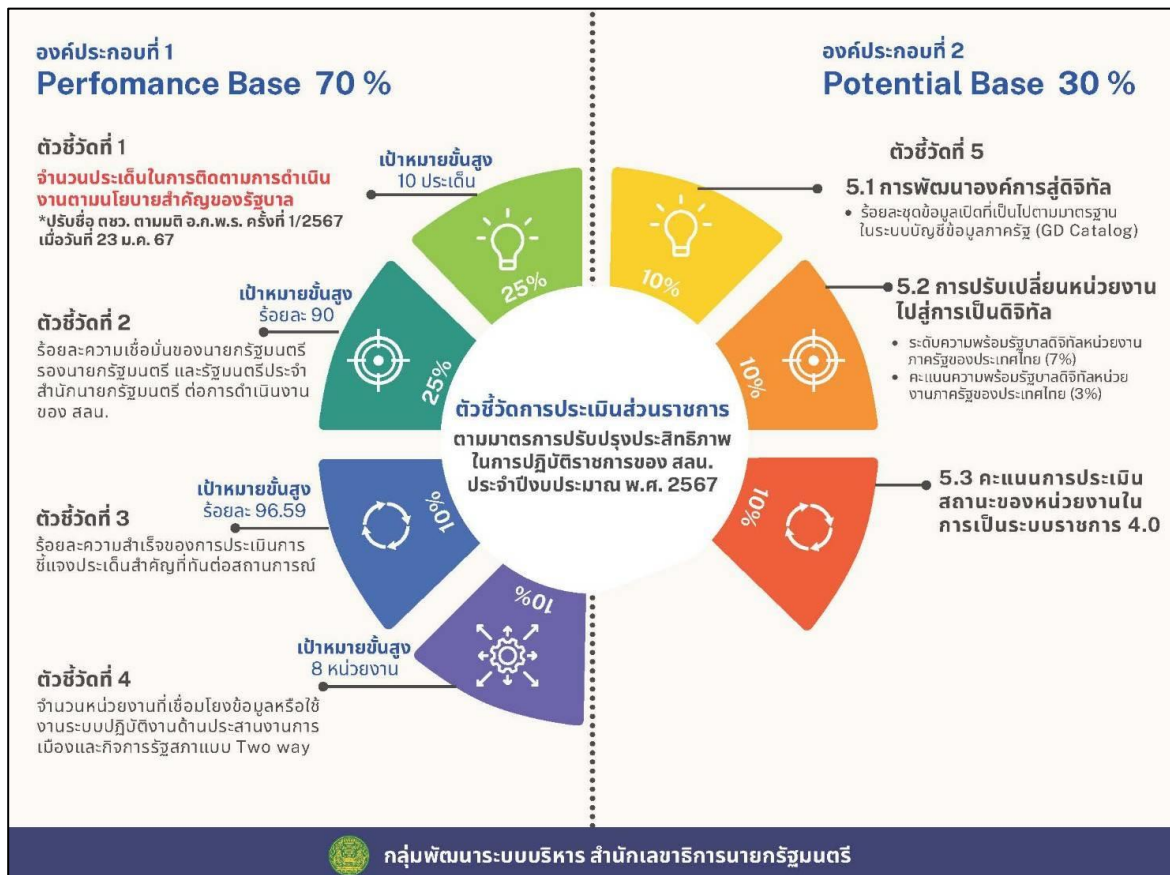 องค์ประกอบที่ 1
Perfomance Base 70 %
ตัวชี้วัดที่ 1
จำนวนประเด็นในการติดตามการดำเนิน
งานตามนโยบายสำคัญของรัฐบาล
*ปรับชื่อ ตชว. ตามมติ อ.ก.พ.ร. ครั้งที่ 1/2567
เมื่อวันที่ 23 ม.ค. 67
เป้าหมายขั้นสูง
10 ประเด็น
25%
ตัวชี้วัดที่ 2
ร้อยละความเชื่อมั่นของนายกรัฐมนตรี
รองนายกรัฐมนตรี และรัฐมนตรีประจำ
สำนักนายกรัฐมนตรี ต่อการดำเนินงาน
ของ สลน.
เป้าหมายขั้นสูง
ร้อยละ 90
25%
ตัวชี้วัดที่ 3
ร้อยละความสำเร็จของการประเมินการ
ชี้แจงประเด็นสำคัญที่ทันต่อสถานการณ์
เป้าหมายขั้นสูง
ร้อยละ 96.59
10%
ตัวชี้วัดที่ 4
จำนวนหน่วยงานที่เชื่อมโยงข้อมูลหรือใช้
งานระบบปฏิบัติงานด้านประสานงานการ
เมืองและกิจการรัฐสภาแบบ Two way
เป้าหมายขั้นสูง
8 หน่วยงาน
10%
ตัวชี้วัดการประเมินส่วนราชการ
ตามมาตรการปรับปรุงประสิทธิภาพ
ในการปฏิบัติราชการของ สลน.
ประจำปีงบประมาณ พ.ศ. 2567
องค์ประกอบที่ 2
Potential Base 30 %
ตัวชี้วัดที่ 5
5.1 การพัฒนาองค์การสู่ดิจิทัล
• ร้อยละชุดข้อมูลเปิดที่เป็นไปตามมาตรฐาน
ในระบบบัญชีข้อมูลภาครัฐ (GD Catalog)
10%
5.2 การปรับเปลี่ยนหน่วยงาน
ไปสู่การเป็นดิจิทัล
• ระดับความพร้อมรัฐบาลดิจิทัลหน่วยงาน
ภาครัฐของประเทศไทย (7%)
• คะแนนความพร้อมรัฐบาลดิจิทัลหน่วย
งานภาครัฐของประเทศไทย (3%)
10%
5.3 คะแนนการประเมิน
สถานะของหน่วยงานใน
การเป็นระบบราชการ 4.0
10%
กลุ่มพัฒนาระบบบริหาร สำนักเลขาธิการนายกรัฐมนตรี